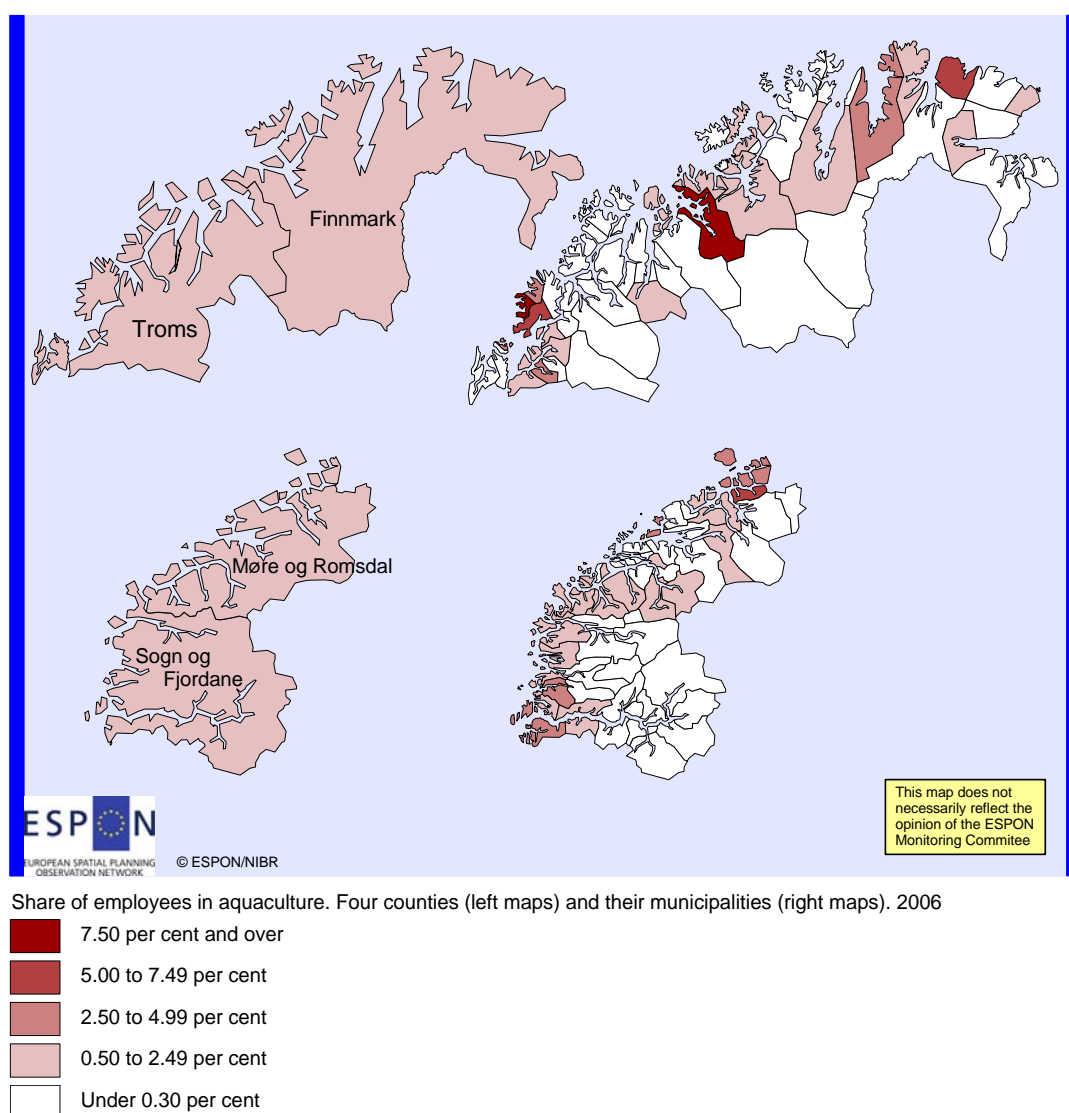 Finnmark
Troms
Møre og Romsdal
Sogn og
Fjordane
ESPON
EUROPEAN SPATIAL PLANNING
OBSERVATION NETWORK
© ESPON/NIBR
This map does not
necessarily reflect the
opinion of the ESPON
Monitoring Commitee
Share of employees in aquaculture. Four counties (left maps) and their municipalities (right maps). 2006
7.50 per cent and over
5.00 to 7.49 per cent
2.50 to 4.99 per cent
0.50 to 2.49 per cent
Under 0.30 per cent